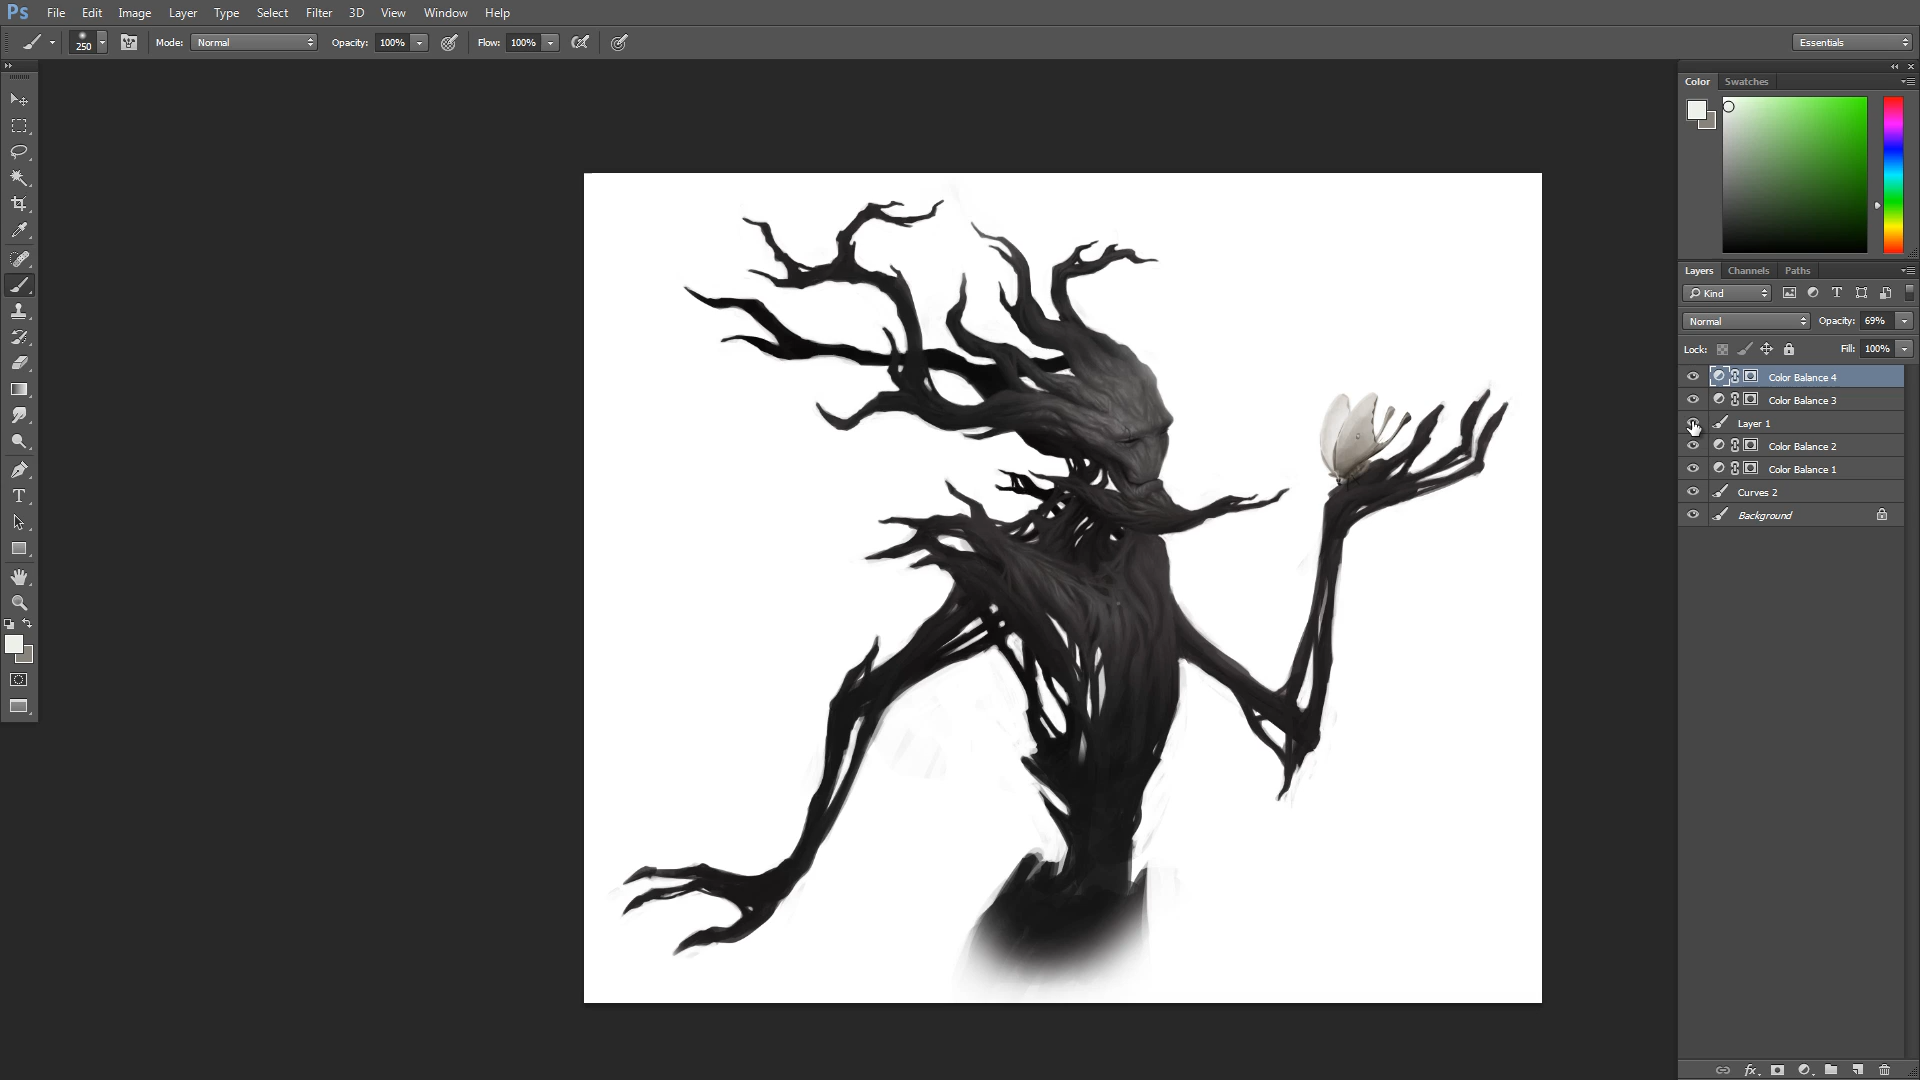 Ps File Edit Image Layer Type Select Filter 3D View Window Help
250 Mode: Normal Opacity: 100% Flow: 100% Essentials
Color Swatches
Layers Channels Paths
Kind
Normal Opacity: 69%
Lock: Fill: 100%
Color Balance 4
Color Balance 3
Layer 1
Color Balance 2
Color Balance 1
Curves 2
Background
fx